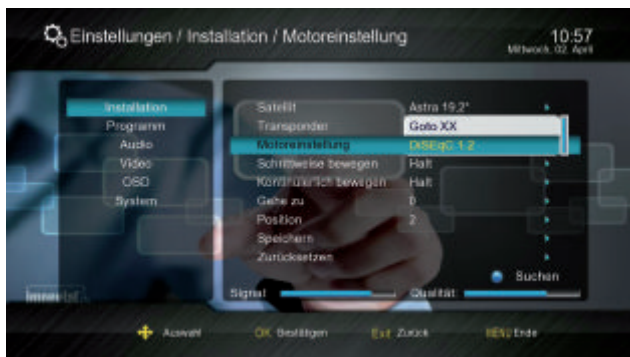 Einstellungen / Installation / Motoreinstellung
10:57
Mittwoch, 02. April
Installation
Programm
Audio
Video
OSD
System
Satellit Astra 19,2°
Transponder
Goto XX
Motoreinstellung DiSEqC 1.2
Schrittweise bewegen Halt
Kontinuierlich bewegen Halt
Gehe zu 0
Position 2
Speichern
Zurücksetzen
Suchen
Signal Qualität
Auswahl OK Bestätigen Exit Zurück MENU Ende